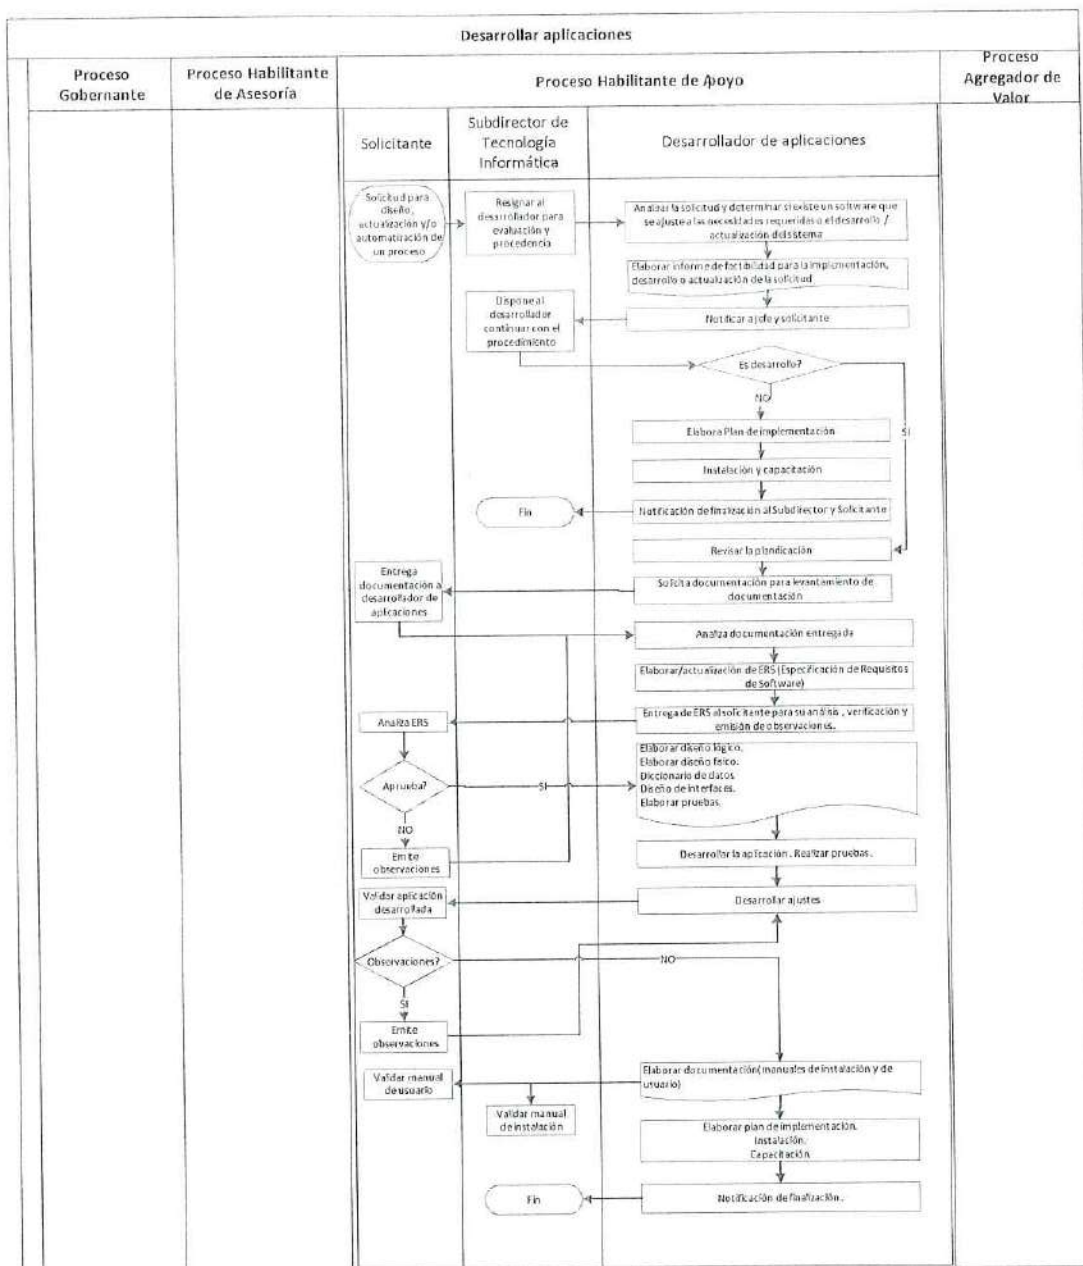 Desarrollar aplicaciones
Proceso
Gobernante
Proceso Habilitante
de Asesoría
Proceso Habilitante de Apoyo
Proceso
Agregador de
Valor
Solicitante
Subdirector de
Tecnología
Informática
Desarrollador de aplicaciones
Solicitud para
diseño,
actualización y/o
automatización de
un proceso
Resignar al
desarrollador para
evaluación y
procedencia
Analizar la solicitud y determinar si existe un software que
se ajuste a las necesidades requeridas o el desarrollo /
actualización del sistema
Elaborar informe de factibilidad para la implementación,
desarrollo o actualización de la solicitud
Dispone al
desarrollador
continuar con el
procedimiento
Notificar a jefe y solicitante
Es desarrollo?
NO
SI
Elabora Plan de implementación
Instalación y capacitación
Fin
Notificación de finalización al Subdirector y Solicitante
Revisar la planificación
Entrega
documentación a
desarrollador de
aplicaciones
Solicita documentación para levantamiento de
documentación
Analiza documentación entregada
Elaborar/actualización de ERS (Especificación de Requisitos
de Software)
Analiza ERS
Entrega de ERS al solicitante para su análisis , verificación y
emisión de observaciones.
Aprueba?
SI
Elaborar diseño lógico.
Elaborar diseño físico.
Diccionario de datos
Diseño de interfaces.
Elaborar pruebas.
NO
Emite
observaciones
Desarrollar la aplicación. Realizar pruebas.
Validar aplicación
desarrollada
Desarrollar ajustes
Observaciones?
NO
SI
Emite
observaciones
Validar manual
de usuario
Elaborar documentación(manuales de instalación y de
usuario)
Validar manual
de instalación
Elaborar plan de implementación.
Instalación.
Capacitación
Fin
Notificación de finalización.